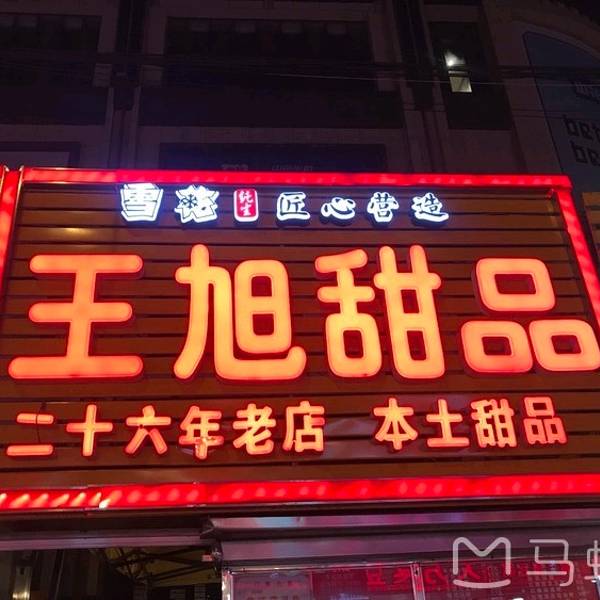 雪花 纯生 匠心营造
王旭甜品
二十六年老店 本土甜品
马蜂